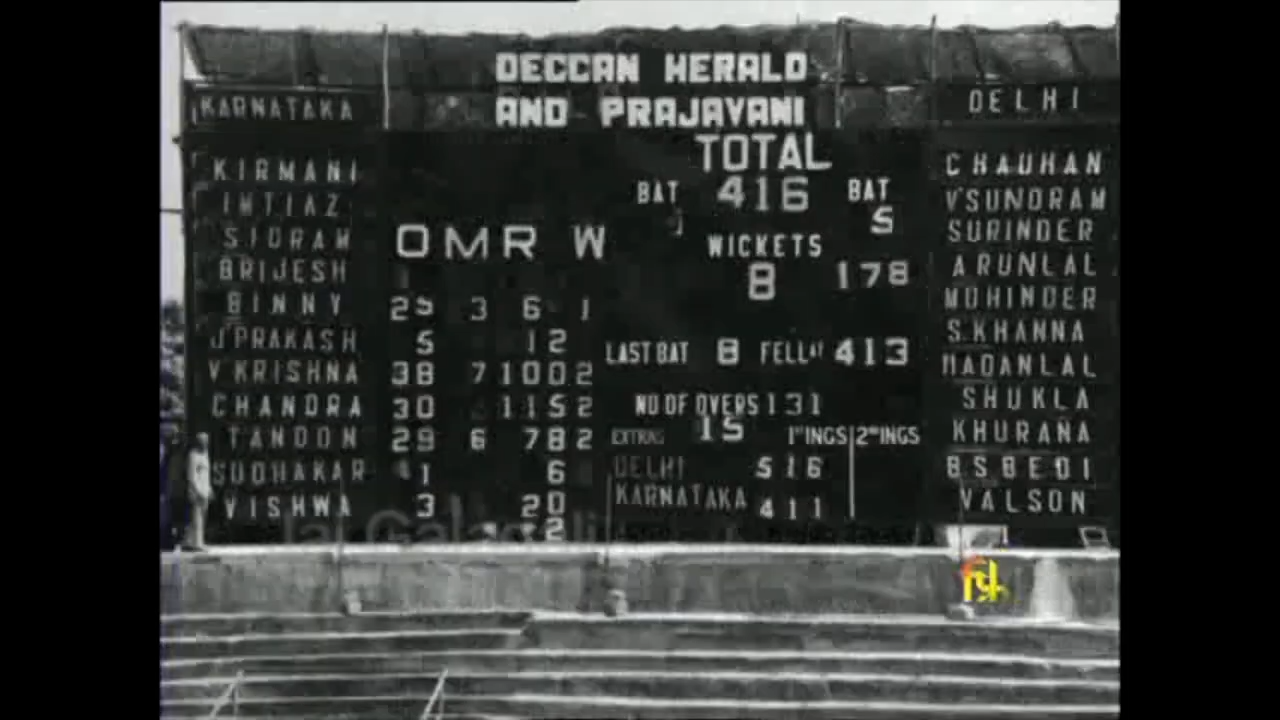 DECCAN HERALD
AND PRAJAVANI
KARNATAKA
KIRMANI
IMTIAZ
SIDRAM
BRIJESH
BINNY
J'PRAKASH
V KRISHNA
CHANDRA
TANDON
SUDHAKAR
VISHWA
O M R W
25 3 6 1
5 12
38 7 100 2
30 115 2
29 6 78 2
1 6
3 20
2
TOTAL
BAT 416 BAT
5
WICKETS
8 178
LAST BAT 8 FELL AT 413
NO OF OVERS 131
EXTRAS 15 1ST INGS 2ND INGS
DELHI 516
KARNATAKA 411
DELHI
CHAUHAN
V'SUNDRAM
SURINDER
ARUNLAL
MOHINDER
S.KHANNA
MADANLAL
SHUKLA
KHURANA
B S BEDI
VALSON